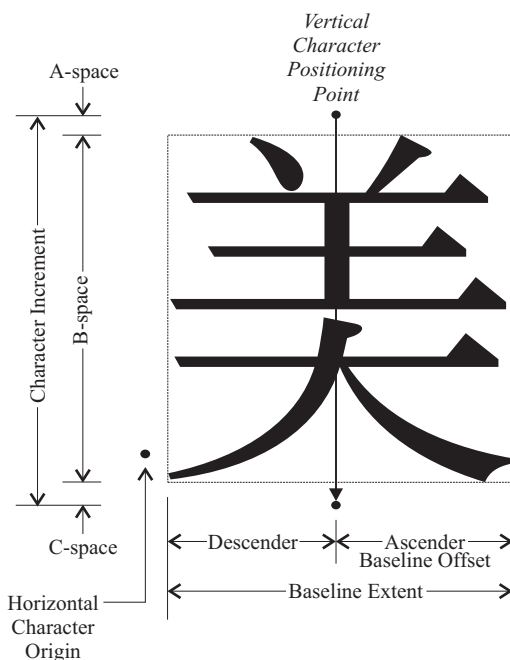 Vertical
Character
Positioning
Point
A-space
Character Increment
B-space
美
C-space
Descender
Ascender
Baseline Offset
Baseline Extent
Horizontal
Character
Origin